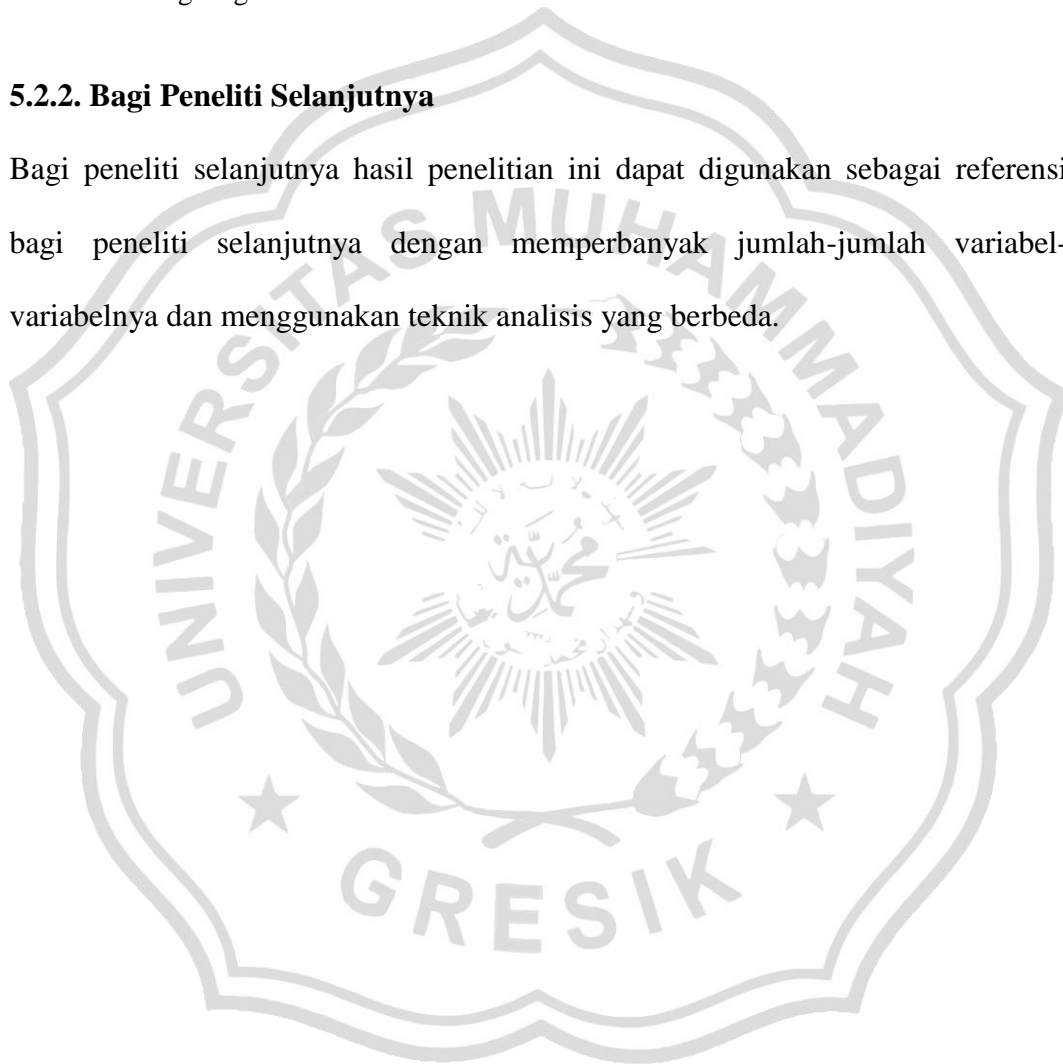 5.2.2. Bagi Peneliti Selanjutnya
Bagi peneliti selanjutnya hasil penelitian ini dapat digunakan sebagai referensi
bagi peneliti selanjutnya dengan memperbanyak jumlah-jumlah variabel-
variabelnya dan menggunakan teknik analisis yang berbeda.
UNIVERSITAS MUHAMMADIYAH
محمد
GRESIK